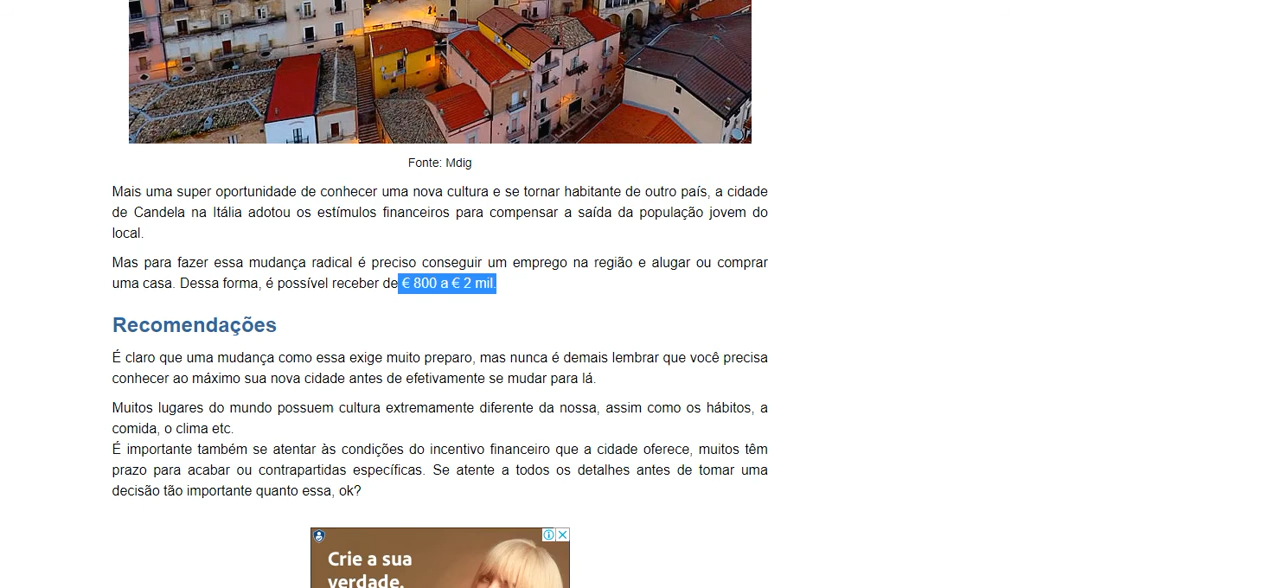 Fonte: Mdig
Mais uma super oportunidade de conhecer uma nova cultura e se tornar habitante de outro país, a cidade
de Candela na Itália adotou os estímulos financeiros para compensar a saída da população jovem do
local.
Mas para fazer essa mudança radical é preciso conseguir um emprego na região e alugar ou comprar
uma casa. Dessa forma, é possível receber de € 800 a € 2 mil.
Recomendações
É claro que uma mudança como essa exige muito preparo, mas nunca é demais lembrar que você precisa
conhecer ao máximo sua nova cidade antes de efetivamente se mudar para lá.
Muitos lugares do mundo possuem cultura extremamente diferente da nossa, assim como os hábitos, a
comida, o clima etc.
É importante também se atentar às condições do incentivo financeiro que a cidade oferece, muitos têm
prazo para acabar ou contrapartidas específicas. Se atente a todos os detalhes antes de tomar uma
decisão tão importante quanto essa, ok?
Crie a sua
verdade.